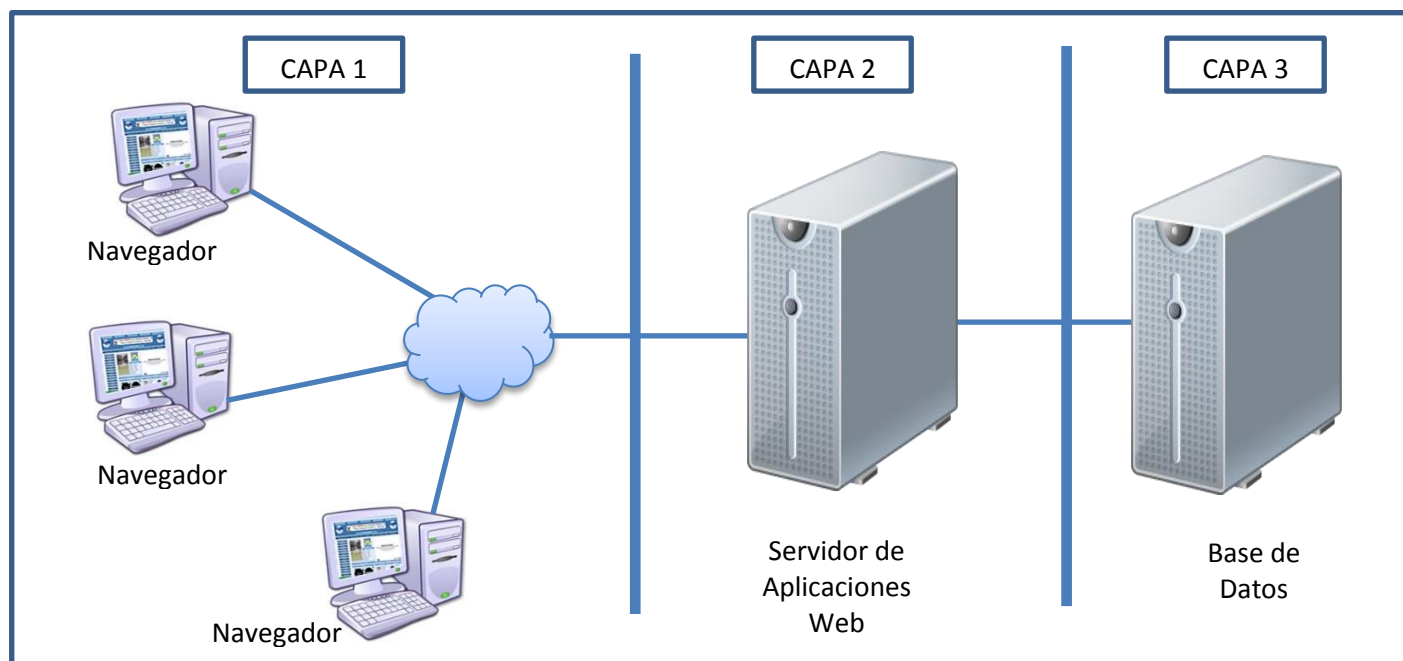 CAPA 1
CAPA 2
CAPA 3
Navegador
Navegador
Navegador
Servidor de
Aplicaciones
Web
Base de
Datos